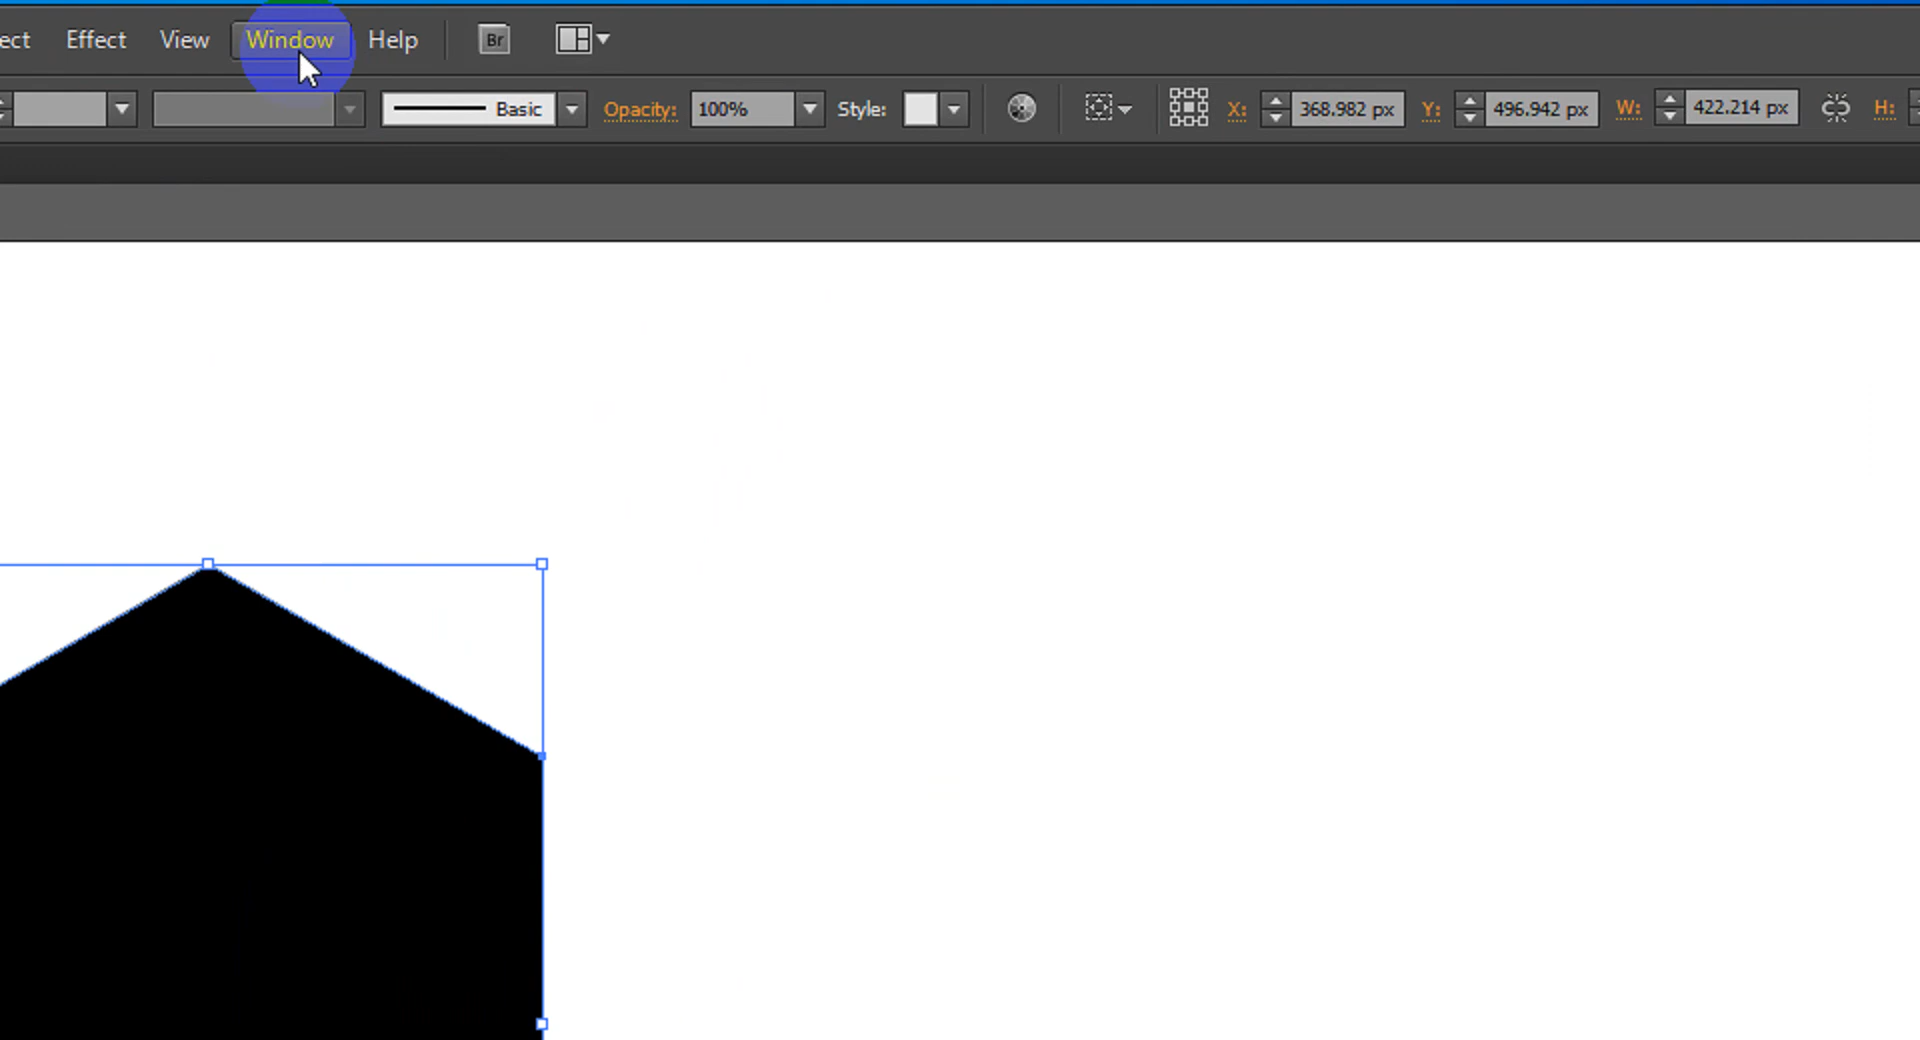 ect Effect View Window Help Br
Basic Opacity: 100% Style: X: 368.982 px Y: 496.942 px W: 422.214 px H: